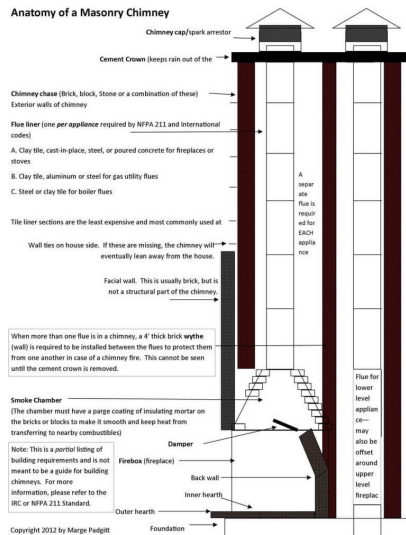 Anatomy of a Masonry Chimney
Chimney cap/spark arrestor
Cement Crown (keeps rain out of the
Chimney chase (Brick, block, Stone or a combination of these)
Exterior walls of chimney
Flue liner (one per appliance required by NFPA 211 and International
codes)
A. Clay tile, cast-in-place, steel, or poured concrete for fireplaces or
stoves
B. Clay tile, aluminum or steel for gas utility flues
C. Steel or clay tile for boiler flues
A
separ
ate
flue is
requir
ed for
EACH
applia
nce
Tile liner sections are the least expensive and most commonly used at
Wall ties on house side. If these are missing, the chimney will
eventually lean away from the house.
Facial wall. This is usually brick, but is
not a structural part of the chimney.
When more than one flue is in a chimney, a 4' thick brick wythe
(wall) is required to be installed between the flues to protect them
from one another in case of a chimney fire. This cannot be seen
until the cement crown is removed.
Smoke Chamber
(The chamber must have a parge coating of insulating mortar on
the bricks or blocks to make it smooth and keep heat from
transferring to nearby combustibles)
Flue for
lower
level
applian
ce—
may
also be
offset
around
upper
level
fireplac
Damper
Note: This is a partial listing of
building requirements and is not
meant to be a guide for building
chimneys. For more
information, please refer to the
IRC or NFPA 211 Standard.
Firebox (fireplace)
Back wall
Inner hearth
Outer hearth
Foundation
Copyright 2012 by Marge Padgitt